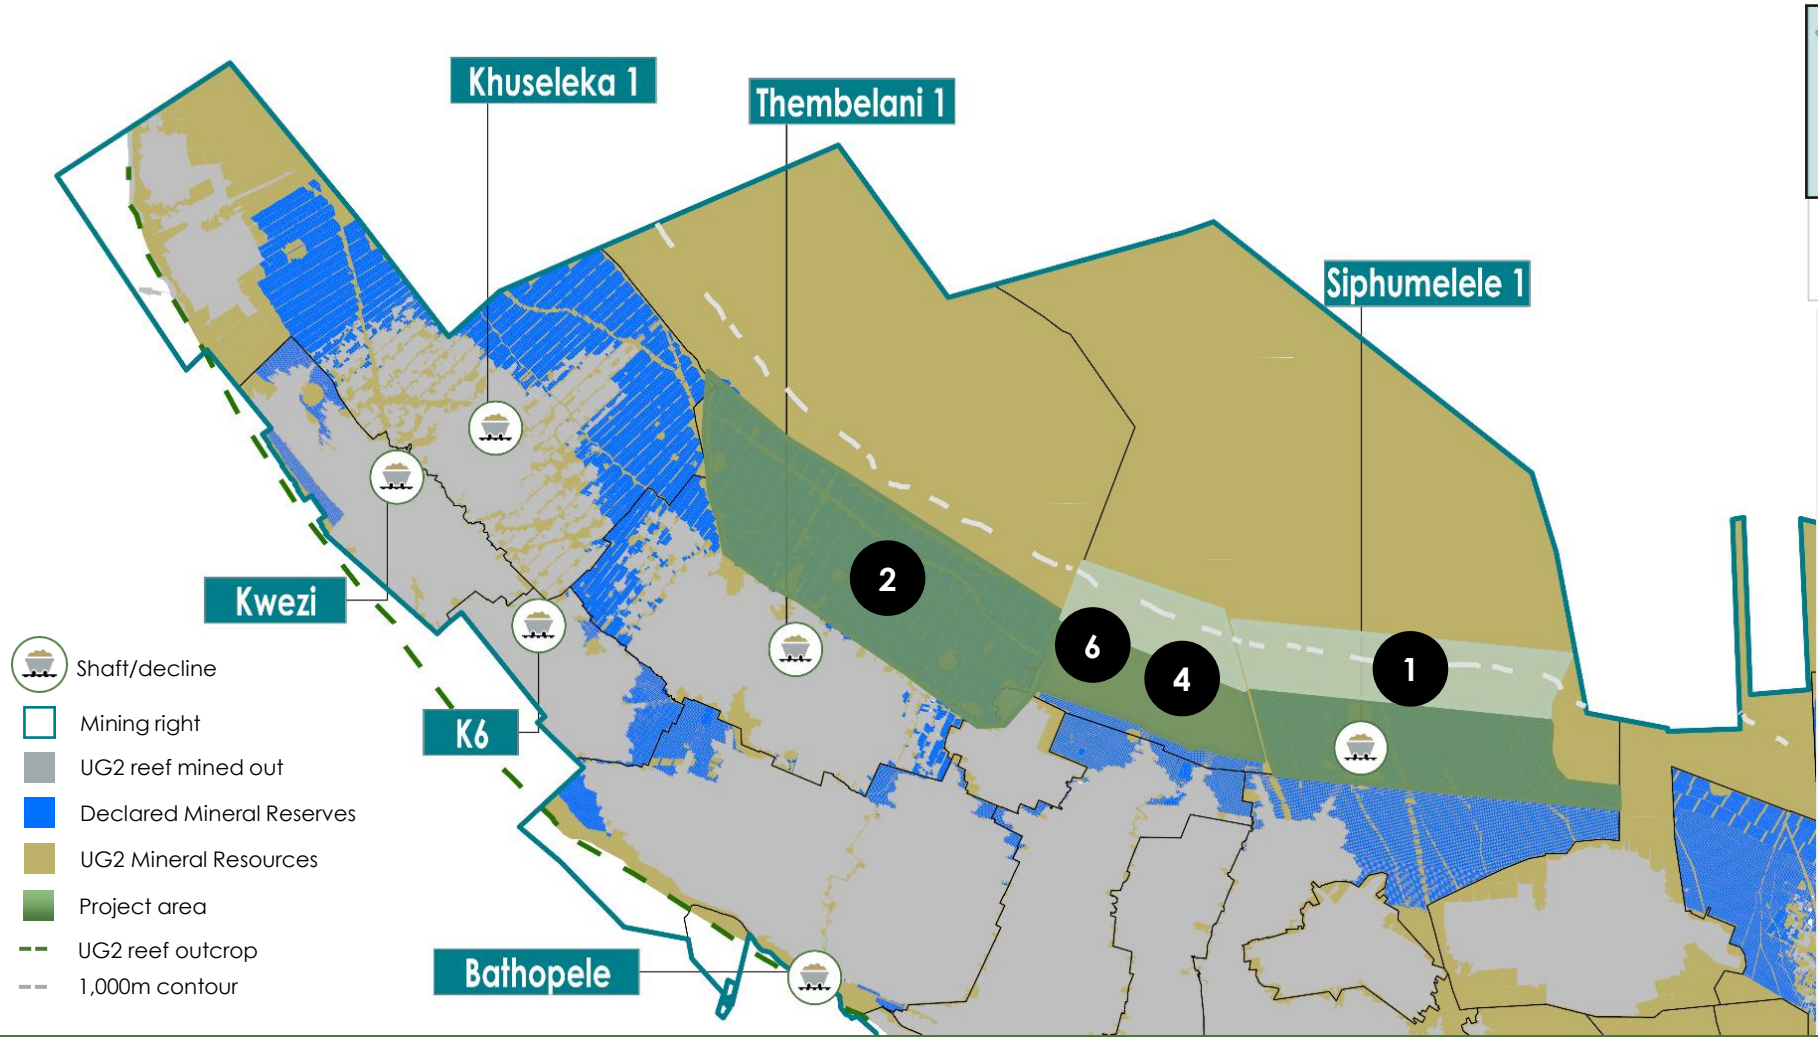 Khuseleka 1
Thembelani 1
Siphumelele 1
2
6
4
1
Kwezi
K6
Bathopele
Shaft/decline
Mining right
UG2 reef mined out
Declared Mineral Reserves
UG2 Mineral Resources
Project area
UG2 reef outcrop
1,000m contour